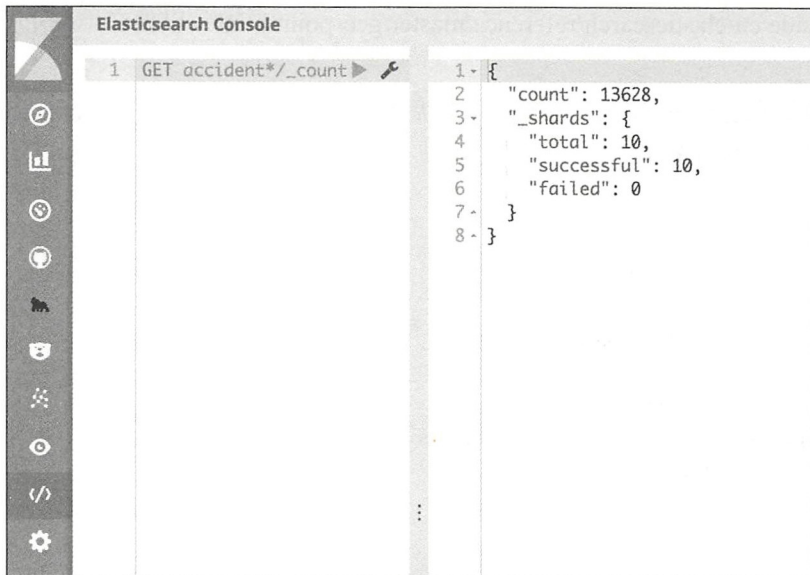 Elasticsearch Console
1 GET accident*/_count
1 {
2 "count": 13628,
3 "_shards": {
4 "total": 10,
5 "successful": 10,
6 "failed": 0
7 }
8 }